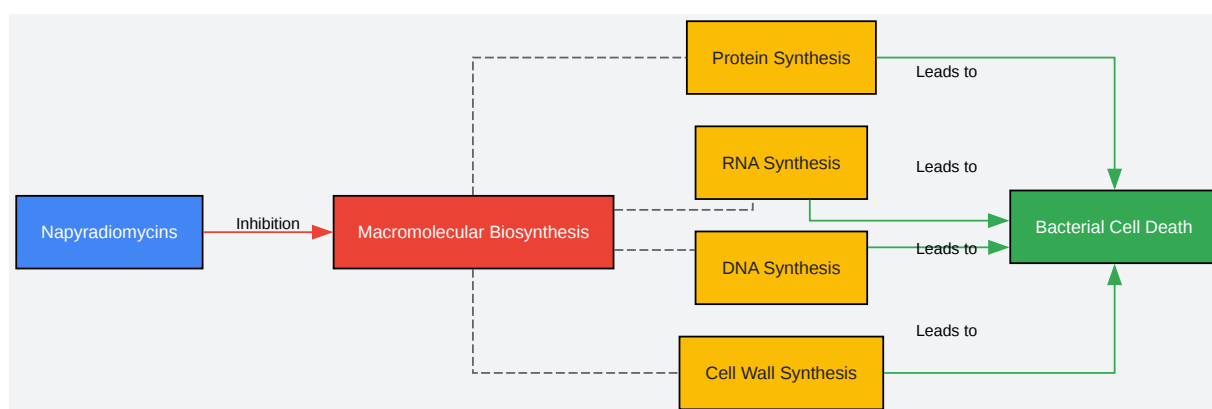 Protein Synthesis
Leads to
RNA Synthesis
Leads to
Napyradiomycins
Inhibition
Macromolecular Biosynthesis
Bacterial Cell Death
DNA Synthesis
Leads to
Leads to
Cell Wall Synthesis